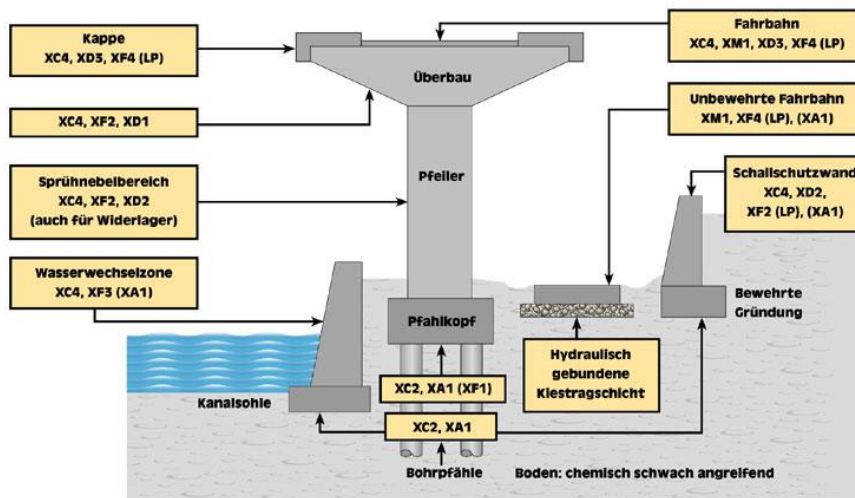 Kappe
XC4, XD3, XF4 (LP)
Fahrbahn
XC4, XM1, XD3, XF4 (LP)
Überbau
XC4, XF2, XD1
Unbewehrte Fahrbahn
XM1, XF4 (LP), (XA1)
Sprühnebelbereich
XC4, XF2, XD2
(auch für Widerlager)
Pfeiler
Schallschutzwand
XC4, XD2,
XF2 (LP), (XA1)
Wasserwechselzone
XC4, XF3 (XA1)
Pfahlkopf
Bewehrte
Gründung
Hydraulisch
gebundene
Kiestragschicht
XC2, XA1 (XF1)
Kanalsohle
XC2, XA1
Bohrpfähle
Boden: chemisch schwach angreifend